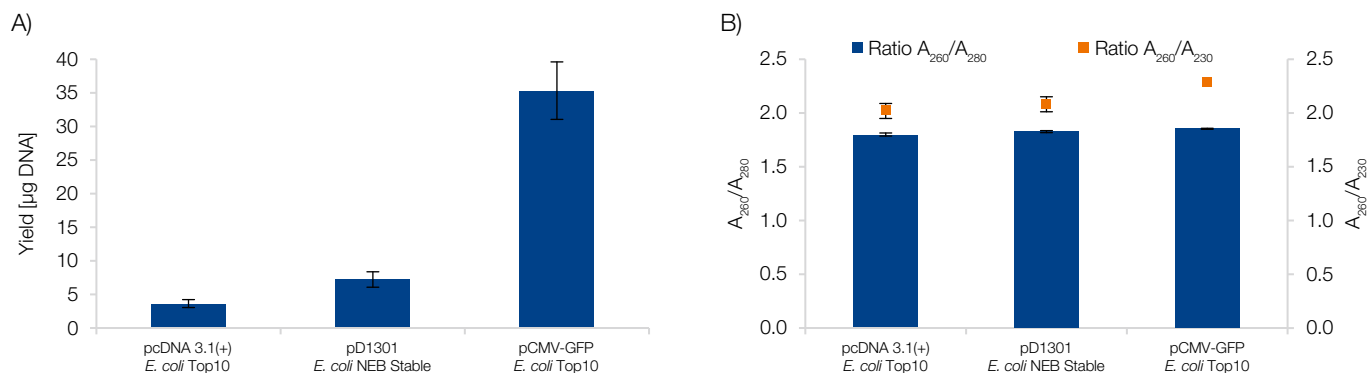 A)
Yield [µg DNA]
40
35
30
25
20
15
10
5
0
pcDNA 3.1(+)
E. coli Top10
pD1301
E. coli NEB Stable
pCMV-GFP
E. coli Top10
B)
Ratio A260/A280
Ratio A260/A230
A260/A280
2.5
2.0
1.5
1.0
0.5
0.0
2.5
2.0
1.5
1.0
0.5
0.0
A260/A230
pcDNA 3.1(+)
E. coli Top10
pD1301
E. coli NEB Stable
pCMV-GFP
E. coli Top10